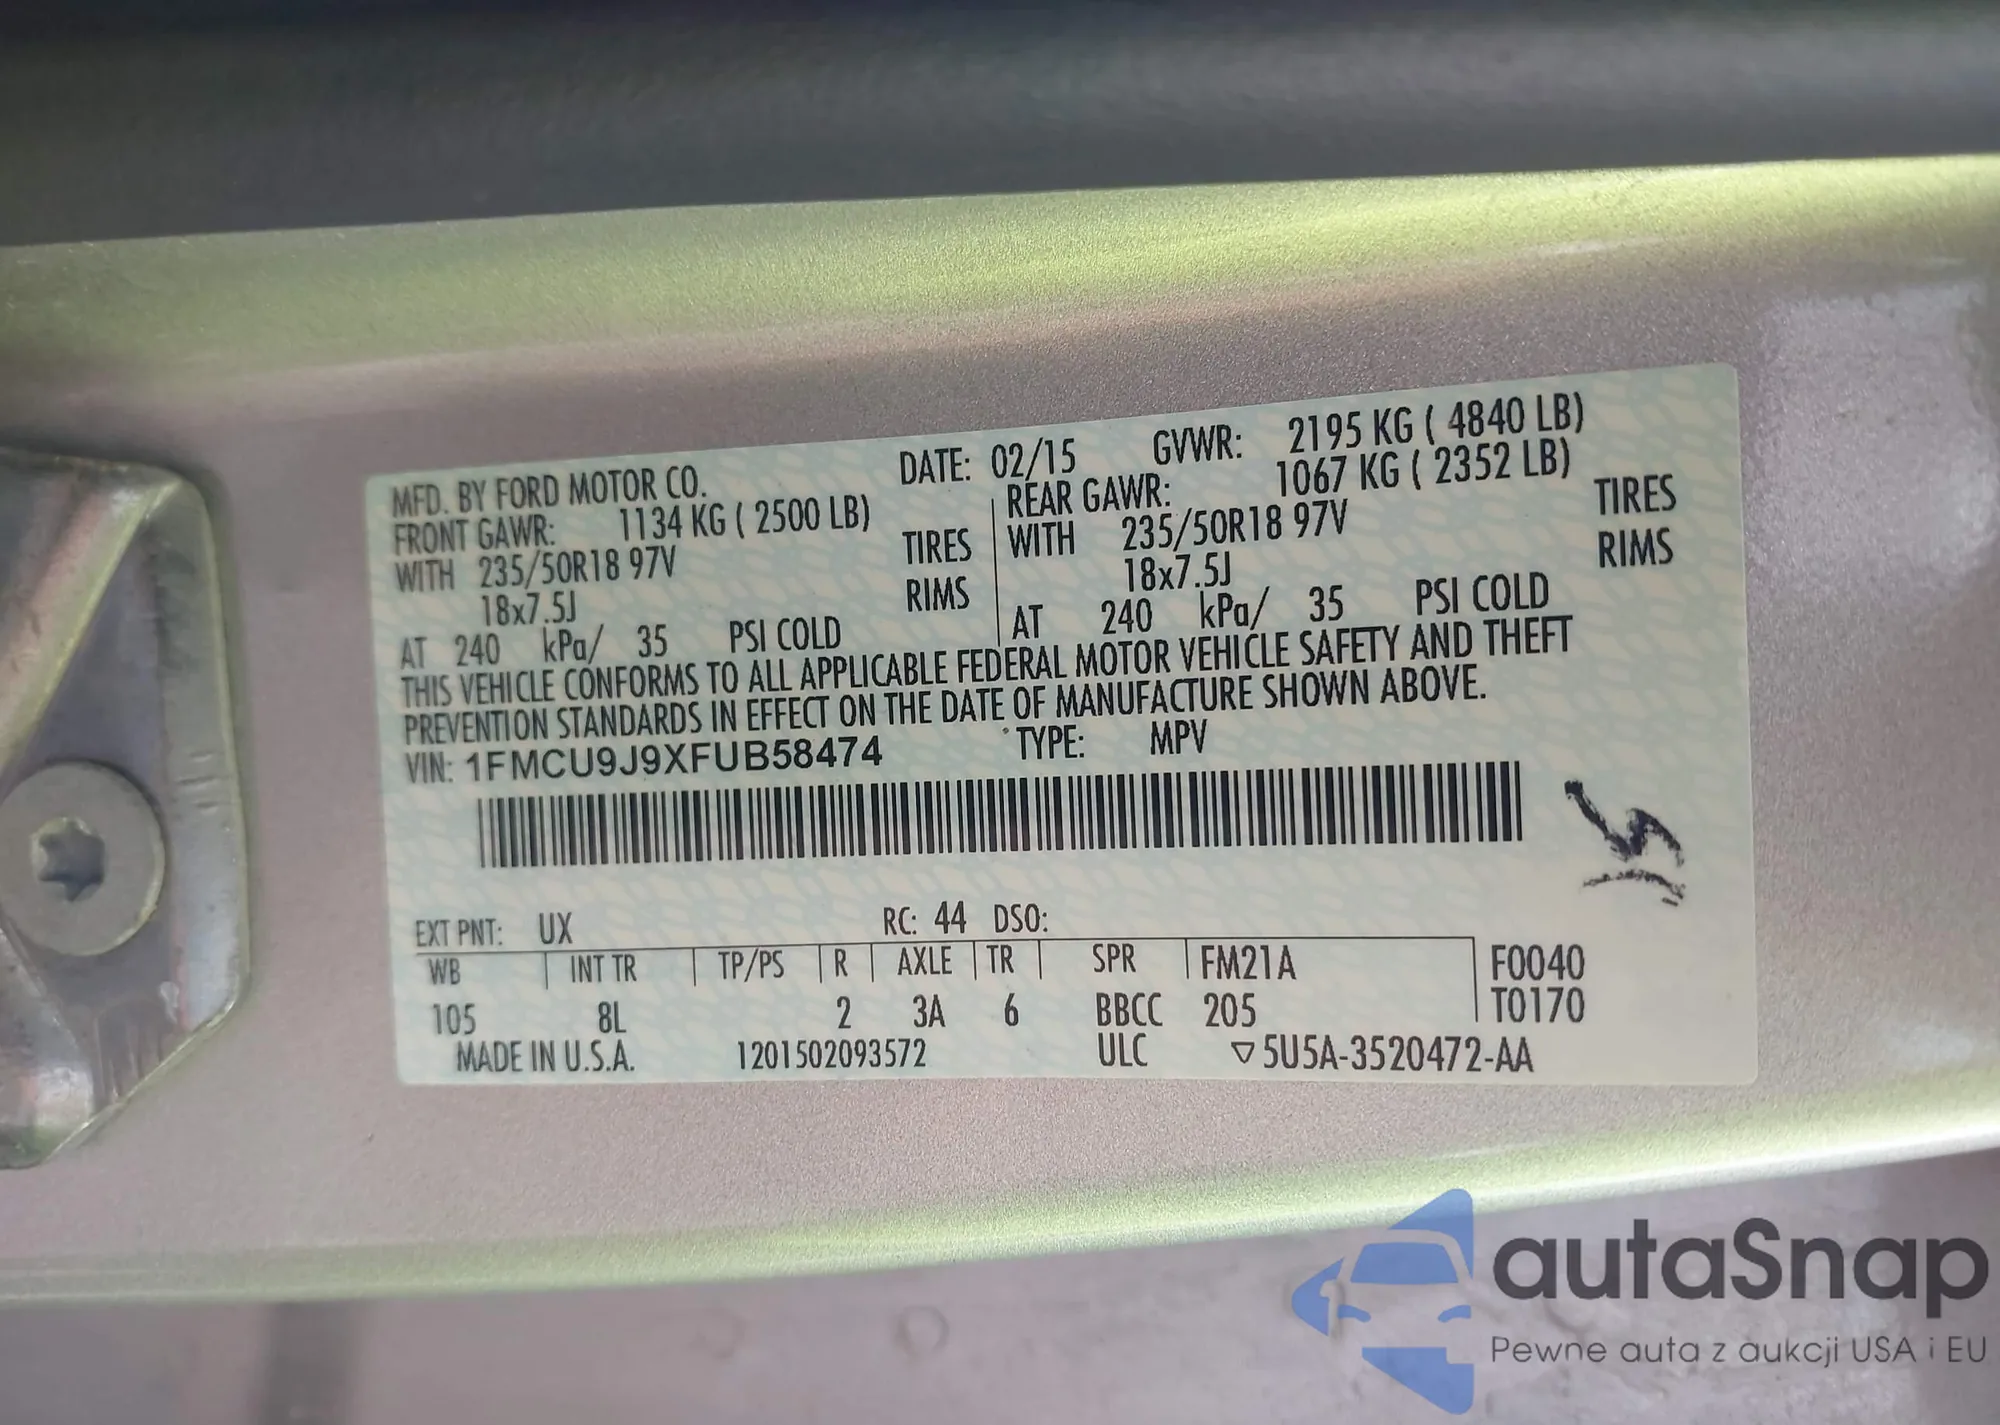 MFD. BY FORD MOTOR CO. DATE: 02/15 GVWR: 2195 KG ( 4840 LB)
FRONT GAWR: 1134 KG ( 2500 LB) REAR GAWR: 1067 KG ( 2352 LB)
WITH 235/50R18 97V TIRES WITH 235/50R18 97V TIRES
18x7.5J RIMS 18x7.5J RIMS
AT 240 kPa/ 35 PSI COLD AT 240 kPa/ 35 PSI COLD
THIS VEHICLE CONFORMS TO ALL APPLICABLE FEDERAL MOTOR VEHICLE SAFETY AND THEFT
PREVENTION STANDARDS IN EFFECT ON THE DATE OF MANUFACTURE SHOWN ABOVE.
VIN: 1FMCU9J9XFUB58474 TYPE: MPV
EXT PNT: UX RC: 44 DSO:
WB INT TR TP/PS R AXLE TR SPR FM21A F0040
105 8L 2 3A 6 BBCC 205 T0170
MADE IN U.S.A. 1201502093572 ULC ▽5U5A-3520472-AA
autaSnap
Pewne auta z aukcji USA i EU